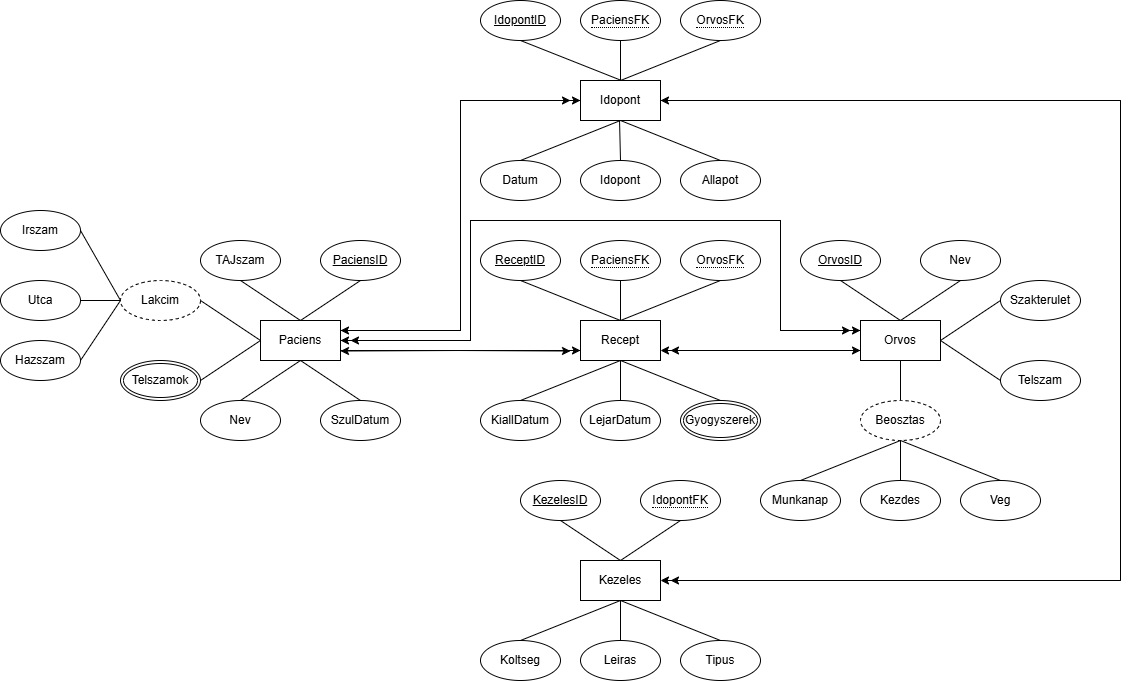 IdopontID
PaciensFK
OrvosFK
Idopont
Datum
Idopont
Allapot
Irszam
TAJszam
PaciensID
ReceptID
PaciensFK
OrvosFK
OrvosID
Nev
Utca
Lakcim
Szakterulet
Paciens
Recept
Orvos
Hazszam
Telszamok
Telszam
Nev
SzulDatum
KiallDatum
LejarDatum
Gyogyszerek
Beosztas
KezelesID
IdopontFK
Munkanap
Kezdes
Veg
Kezeles
Koltseg
Leiras
Tipus